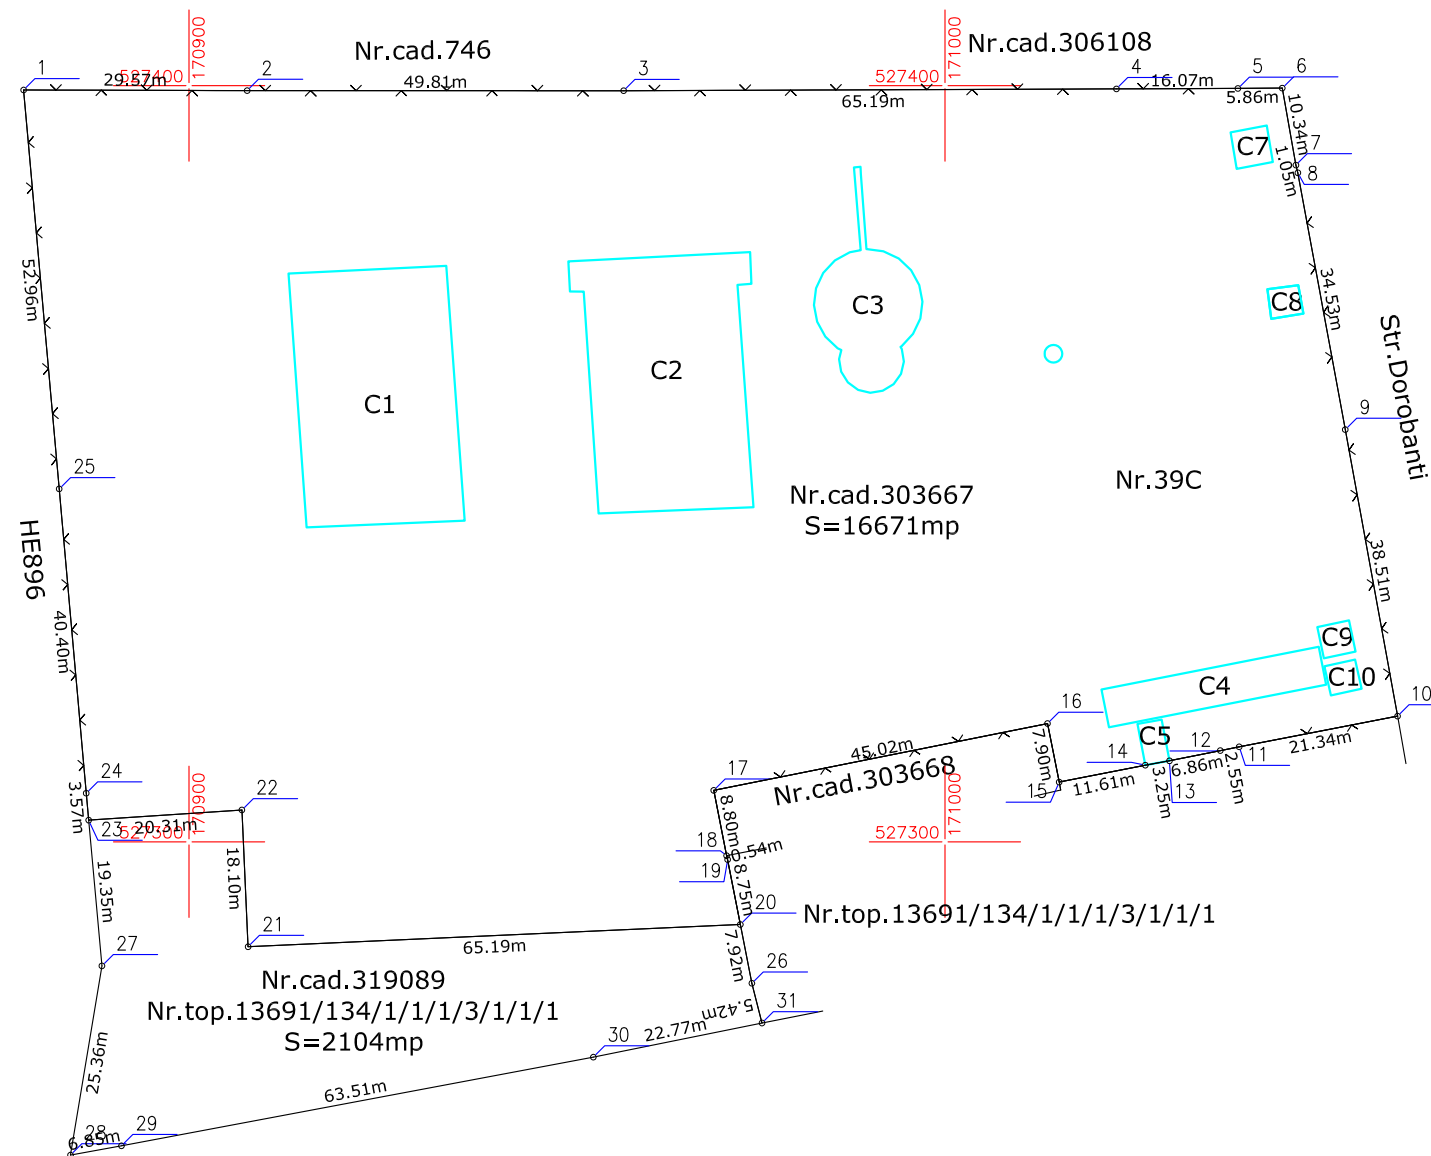 Nr.cad.746
Nr.cad.306108
170900
527400
171000
527400
1
2
3
4
5
6
29.57m
49.81m
65.19m
16.07m
5.86m
10.34m
7
1.05m
8
C7
52.96m
34.53m
C8
C3
C1
C2
Str.Dorobanti
9
25
Nr.39C
Nr.cad.303667
S=16671mp
HE896
40.40m
38.51m
C9
C10
C4
C5
10
16
45.02m
7.90m
14
12
11
21.34m
6.86m
2.55m
3.25m
13
15
11.61m
17
Nr.cad.303668
24
3.57m
22
23
20.31m
170900
527300
171000
527300
8.80m
18
0.54m
19
8.75m
19.35m
18.10m
20
Nr.top.13691/134/1/1/1/3/1/1/1
21
65.19m
7.92m
27
26
Nr.cad.319089
Nr.top.13691/134/1/1/1/3/1/1/1
S=2104mp
5.42m
31
22.77m
30
25.36m
63.51m
28
29
6.85m